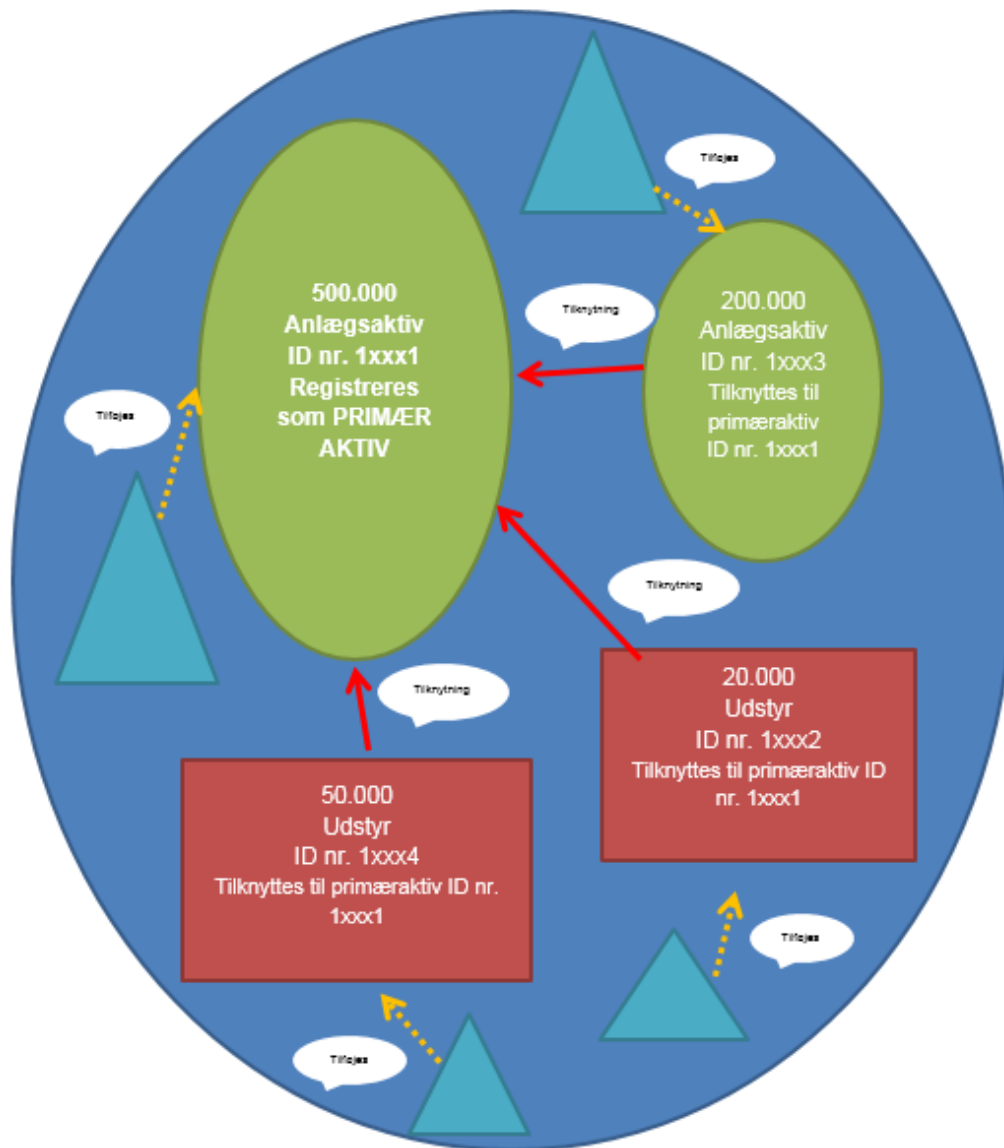 Tilføjes
500.000
Anlægsaktiv
ID nr. 1xxx1
Registreres
som PRIMÆR
AKTIV
Tilknytning
200.000
Anlægsaktiv
ID nr. 1xxx3
Tilknyttes til
primæraktiv
ID nr. 1xxx1
Tilføjes
Tilknytning
Tilknytning
20.000
Udstyr
ID nr. 1xxx2
Tilknyttes til primæraktiv ID
nr. 1xxx1
50.000
Udstyr
ID nr. 1xxx4
Tilknyttes til primæraktiv ID nr.
1xxx1
Tilføjes
Tilføjes